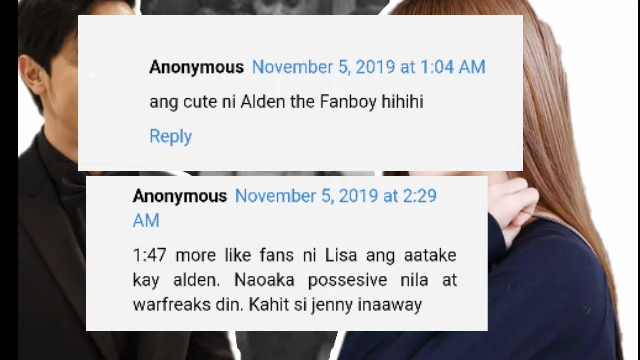 Anonymous November 5, 2019 at 1:04 AM
ang cute ni Alden the Fanboy hihihi
Reply
Anonymous November 5, 2019 at 2:29
AM
1:47 more like fans ni Lisa ang aatake
kay alden. Naoaka possesive nila at
warfreaks din. Kahit si jenny inaaway